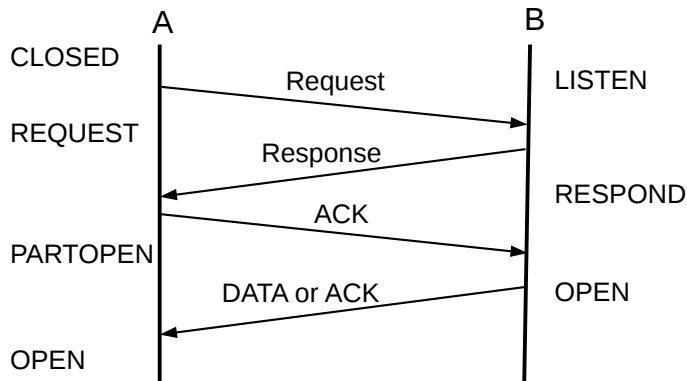 A
B
CLOSED
Request
LISTEN
REQUEST
Response
RESPOND
ACK
PARTOPEN
DATA or ACK
OPEN
OPEN